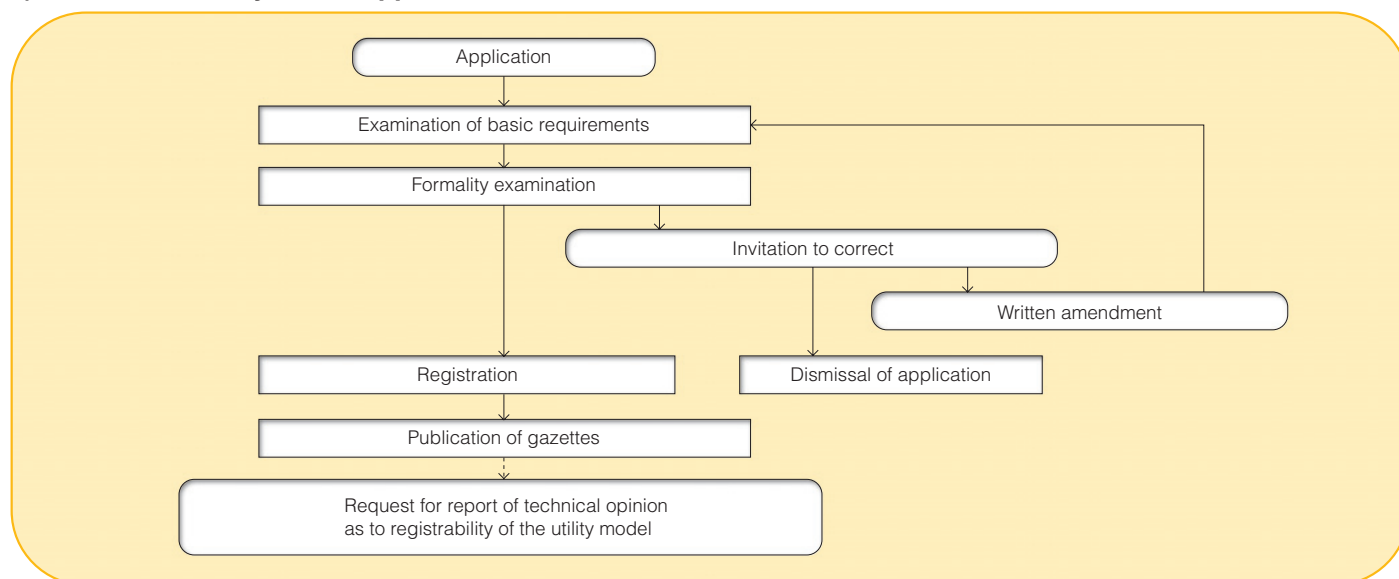 Application
Examination of basic requirements
Formality examination
Invitation to correct
Written amendment
Registration
Dismissal of application
Publication of gazettes
Request for report of technical opinion
as to registrability of the utility model